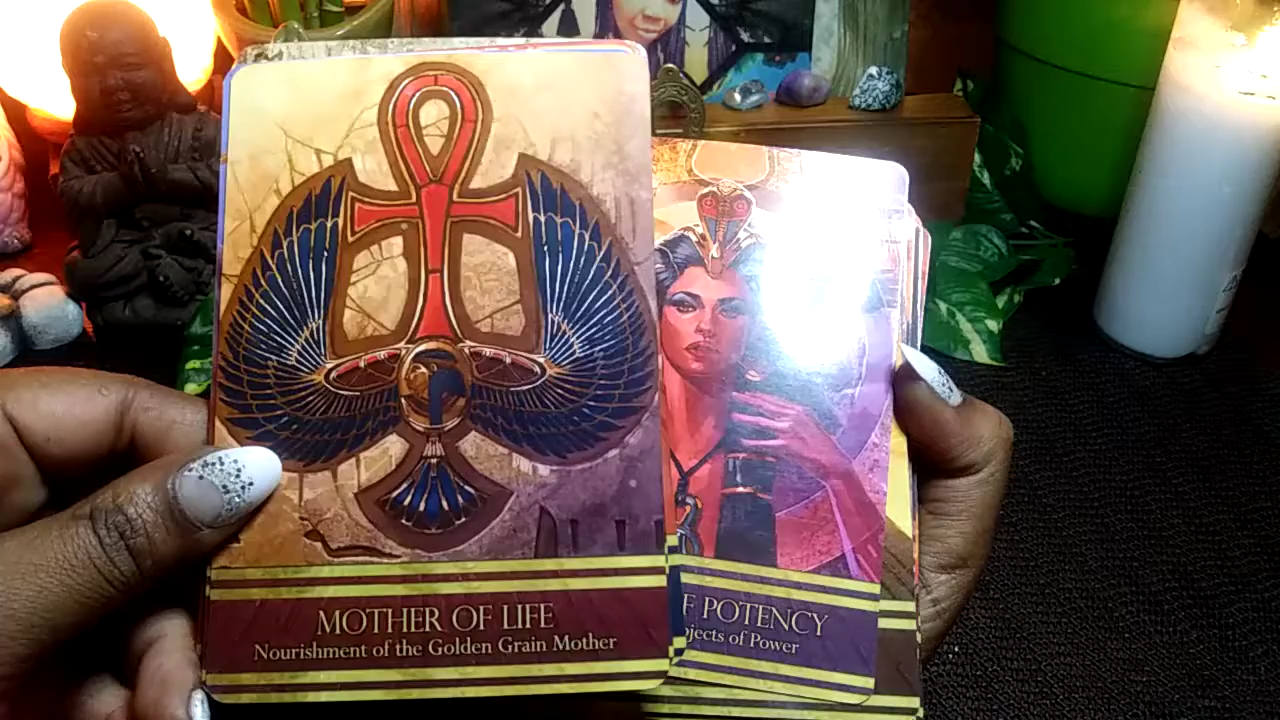 MOTHER OF LIFE
Nourishment of the Golden Grain Mother
F POTENCY
jects of Power